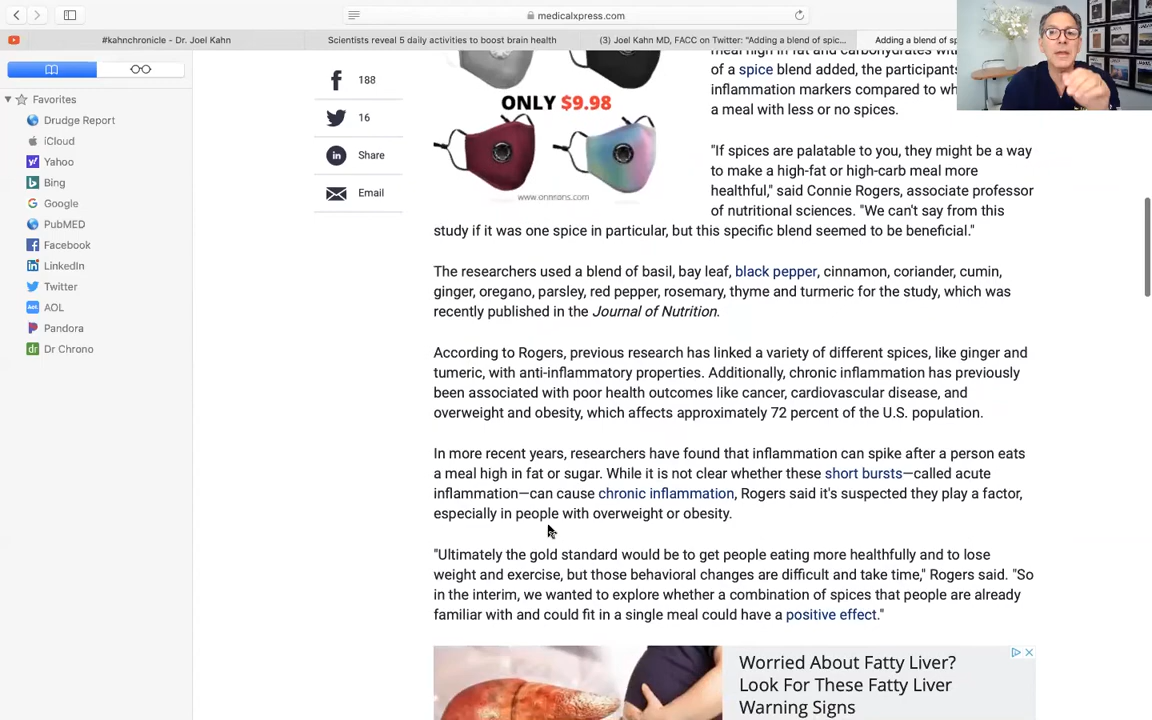 medicalxpress.com
#kahnchronicle - Dr. Joel Kahn
Scientists reveal 5 daily activities to boost brain health
(3) Joel Kahn MD, FACC on Twitter: "Adding a blend of spic...
Adding a blend of sp
Favorites
Drudge Report
iCloud
Yahoo
Bing
Google
PubMED
Facebook
LinkedIn
Twitter
AOL
Pandora
Dr Chrono
188
16
Share
Email
ONLY $9.98
www.onmans.com
meal high in fat and carbohydrates
of a spice blend added, the participants
inflammation markers compared to
a meal with less or no spices.
"If spices are palatable to you, they might be a way
to make a high-fat or high-carb meal more
healthful," said Connie Rogers, associate professor
of nutritional sciences. "We can't say from this
study if it was one spice in particular, but this specific blend seemed to be beneficial."
The researchers used a blend of basil, bay leaf, black pepper, cinnamon, coriander, cumin,
ginger, oregano, parsley, red pepper, rosemary, thyme and turmeric for the study, which was
recently published in the Journal of Nutrition.
According to Rogers, previous research has linked a variety of different spices, like ginger and
tumeric, with anti-inflammatory properties. Additionally, chronic inflammation has previously
been associated with poor health outcomes like cancer, cardiovascular disease, and
overweight and obesity, which affects approximately 72 percent of the U.S. population.
In more recent years, researchers have found that inflammation can spike after a person eats
a meal high in fat or sugar. While it is not clear whether these short bursts—called acute
inflammation—can cause chronic inflammation, Rogers said it's suspected they play a factor,
especially in people with overweight or obesity.
"Ultimately the gold standard would be to get people eating more healthfully and to lose
weight and exercise, but those behavioral changes are difficult and take time," Rogers said. "So
in the interim, we wanted to explore whether a combination of spices that people are already
familiar with and could fit in a single meal could have a positive effect."
Worried About Fatty Liver?
Look For These Fatty Liver
Warning Signs